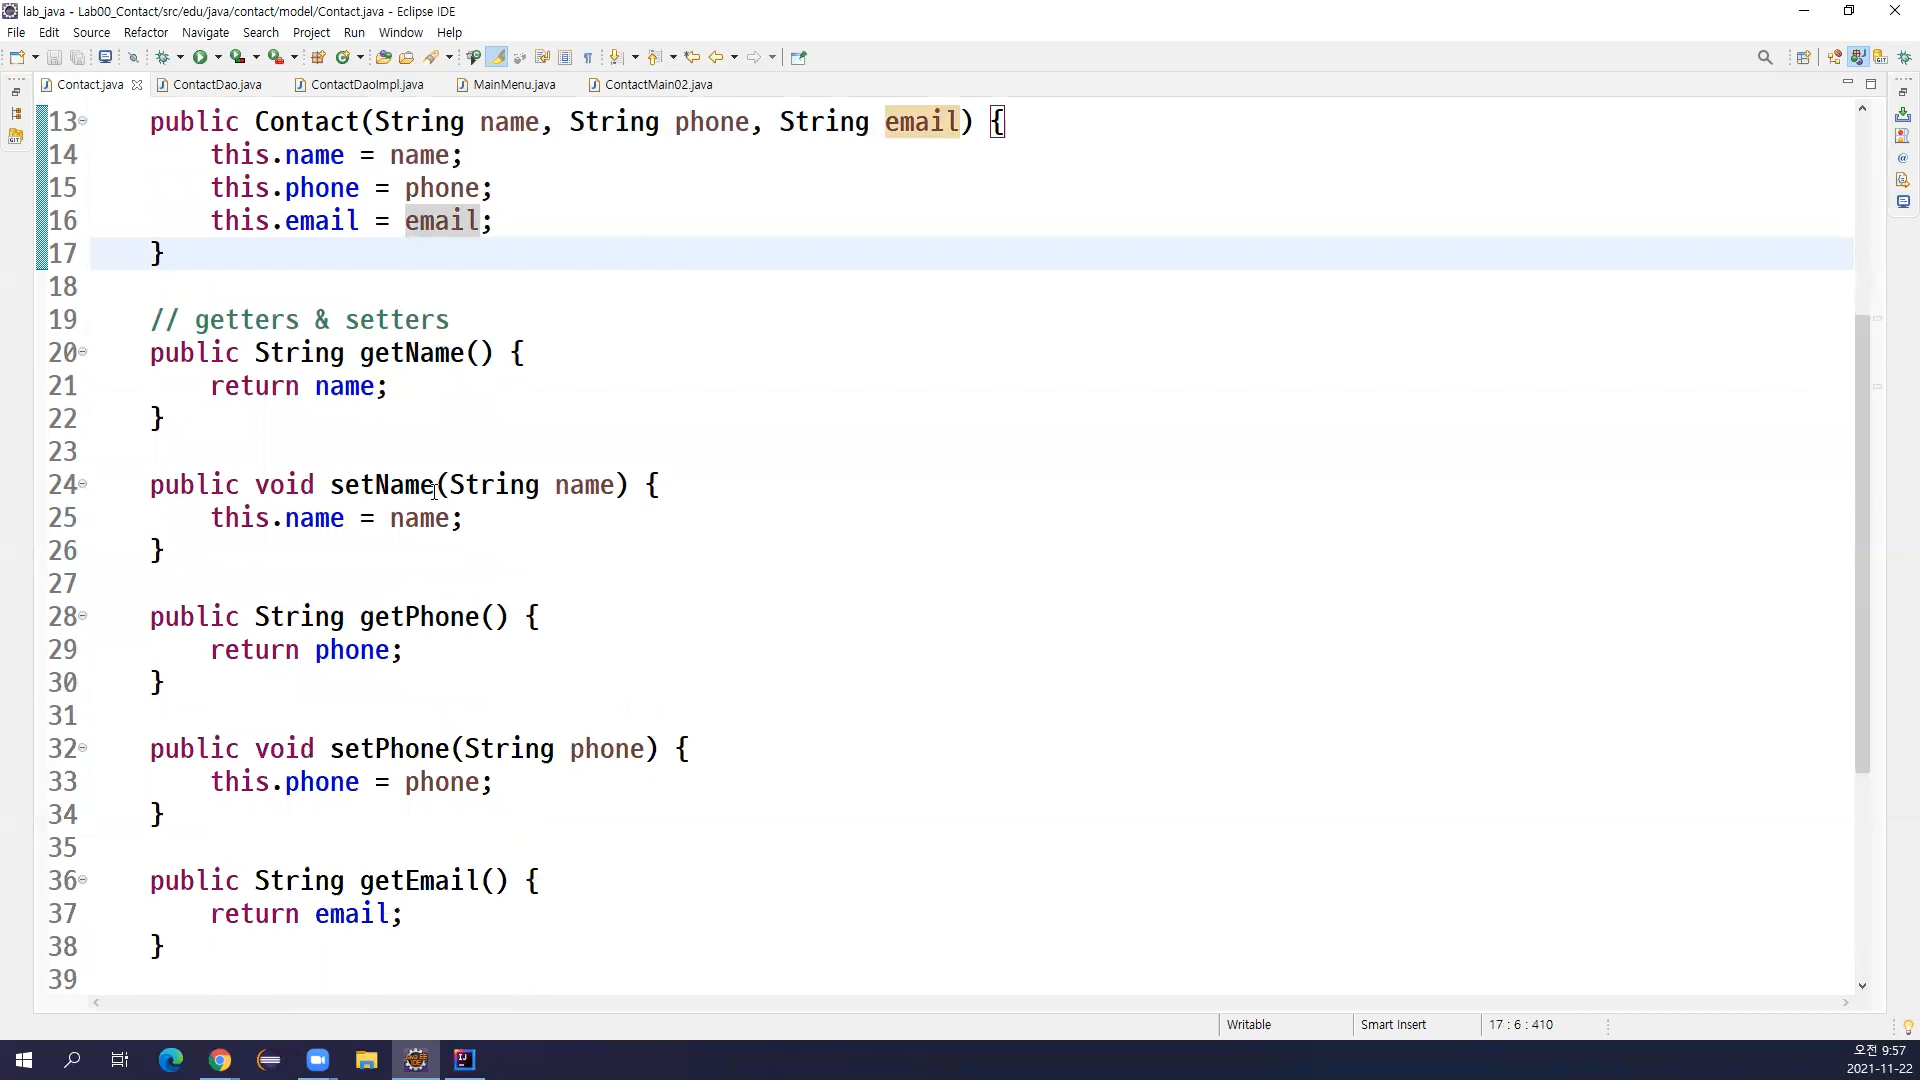 lab_java - Lab00_Contact/src/edu/java/contact/model/Contact.java - Eclipse IDE
File Edit Source Refactor Navigate Search Project Run Window Help
Contact.java ContactDao.java ContactDaoImpl.java MainMenu.java ContactMain02.java
13 public Contact(String name, String phone, String email) {
14 this.name = name;
15 this.phone = phone;
16 this.email = email;
17 }
18
19 // getters & setters
20 public String getName() {
21 return name;
22 }
23
24 public void setName(String name) {
25 this.name = name;
26 }
27
28 public String getPhone() {
29 return phone;
30 }
31
32 public void setPhone(String phone) {
33 this.phone = phone;
34 }
35
36 public String getEmail() {
37 return email;
38 }
39
Writable Smart Insert 17 : 6 : 410
오전 9:57
2021-11-22